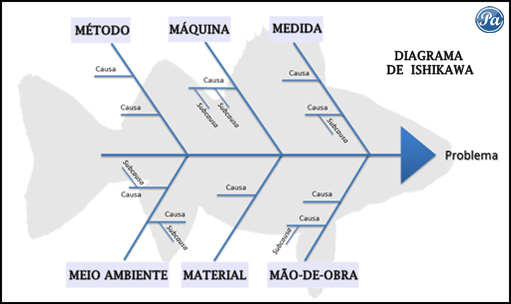 Pa
MÉTODO
MÁQUINA
MEDIDA
DIAGRAMA
DE ISHIKAWA
Causa
Causa
Causa
Subcausa
Subcausa
Causa
Causa
Subcausa
Problema
Subcausa
Causa
Causa
Subcausa
Causa
Causa
Causa
Subcausa
MEIO AMBIENTE
MATERIAL
MÃO-DE-OBRA